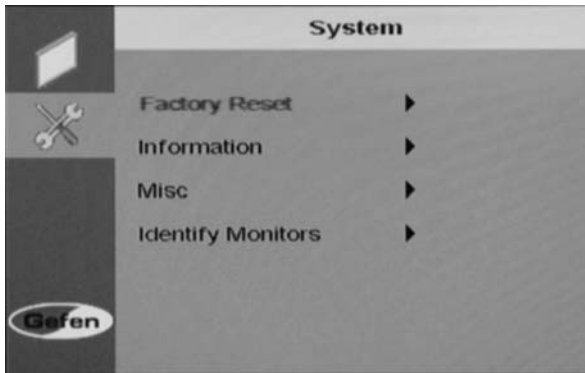 System
Factory Reset
Information
Misc
Identify Monitors
Gefen